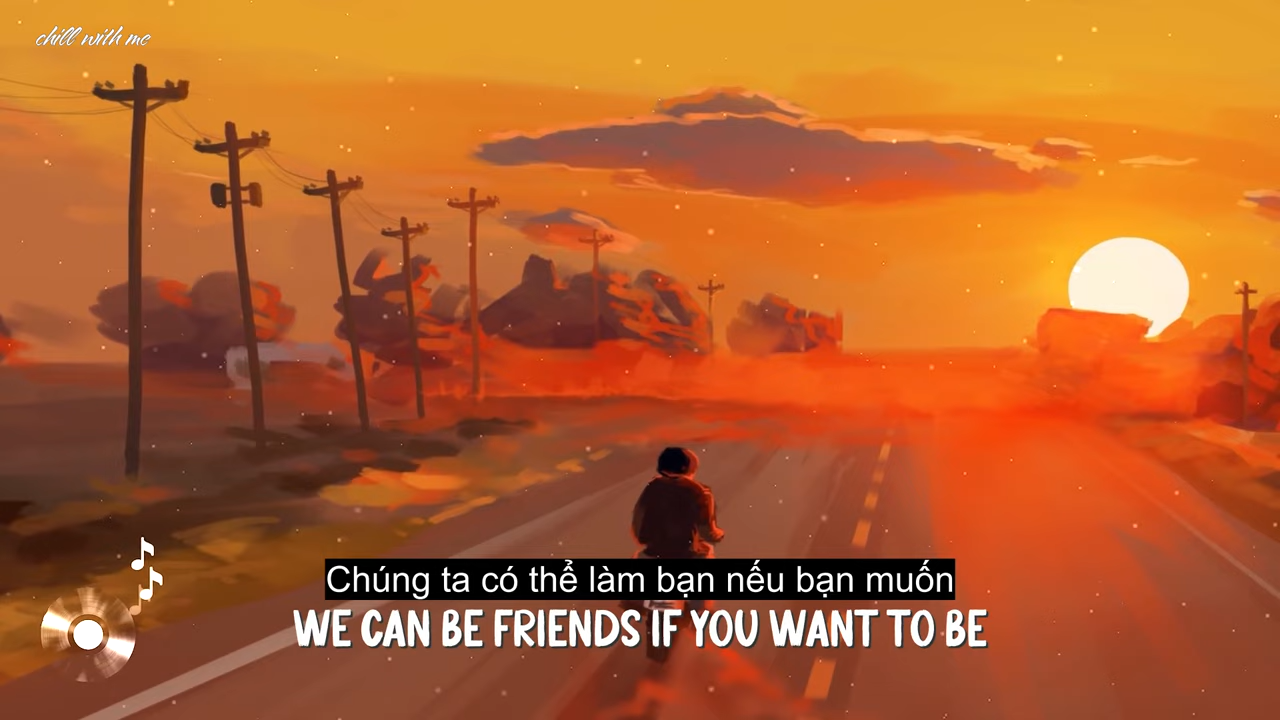 chill with me
Chúng ta có thể làm bạn nếu bạn muốn
WE CAN BE FRIENDS IF YOU WANT TO BE